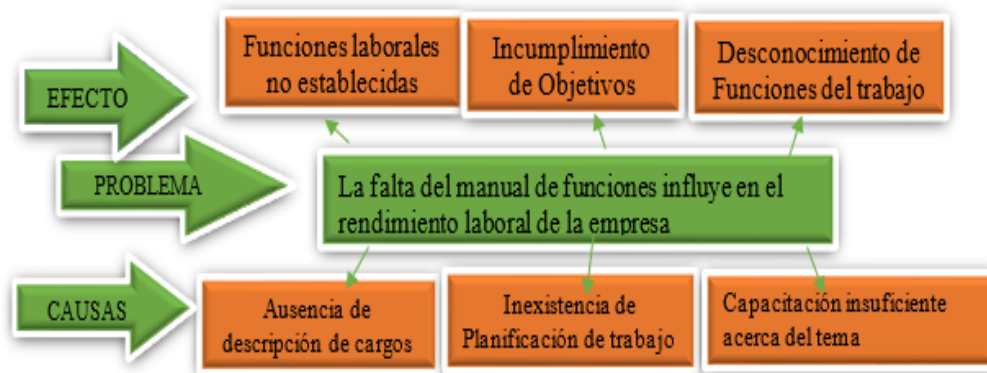 EFECTO
Funciones laborales
no establecidas
Incumplimiento
de Objetivos
Desconocimiento de
Funciones del trabajo
PROBLEMA
La falta del manual de funciones influye en el
rendimiento laboral de la empresa
CAUSAS
Ausencia de
descripción de cargos
Inexistencia de
Planificación de trabajo
Capacitación insuficiente
acerca del tema